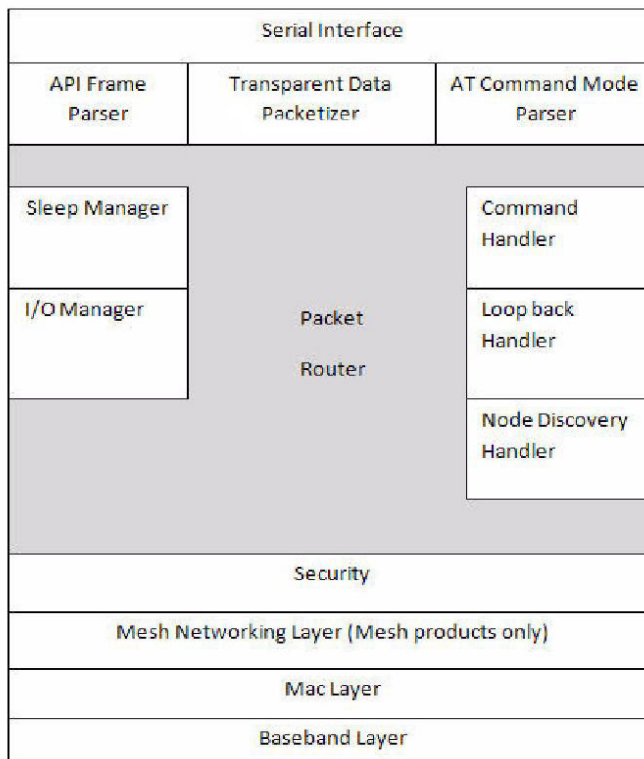 Serial Interface
API Frame
Parser
Transparent Data
Packetizer
AT Command Mode
Parser
Sleep Manager
I/O Manager
Packet
Router
Command
Handler
Loop back
Handler
Node Discovery
Handler
Security
Mesh Networking Layer (Mesh products only)
Mac Layer
Baseband Layer